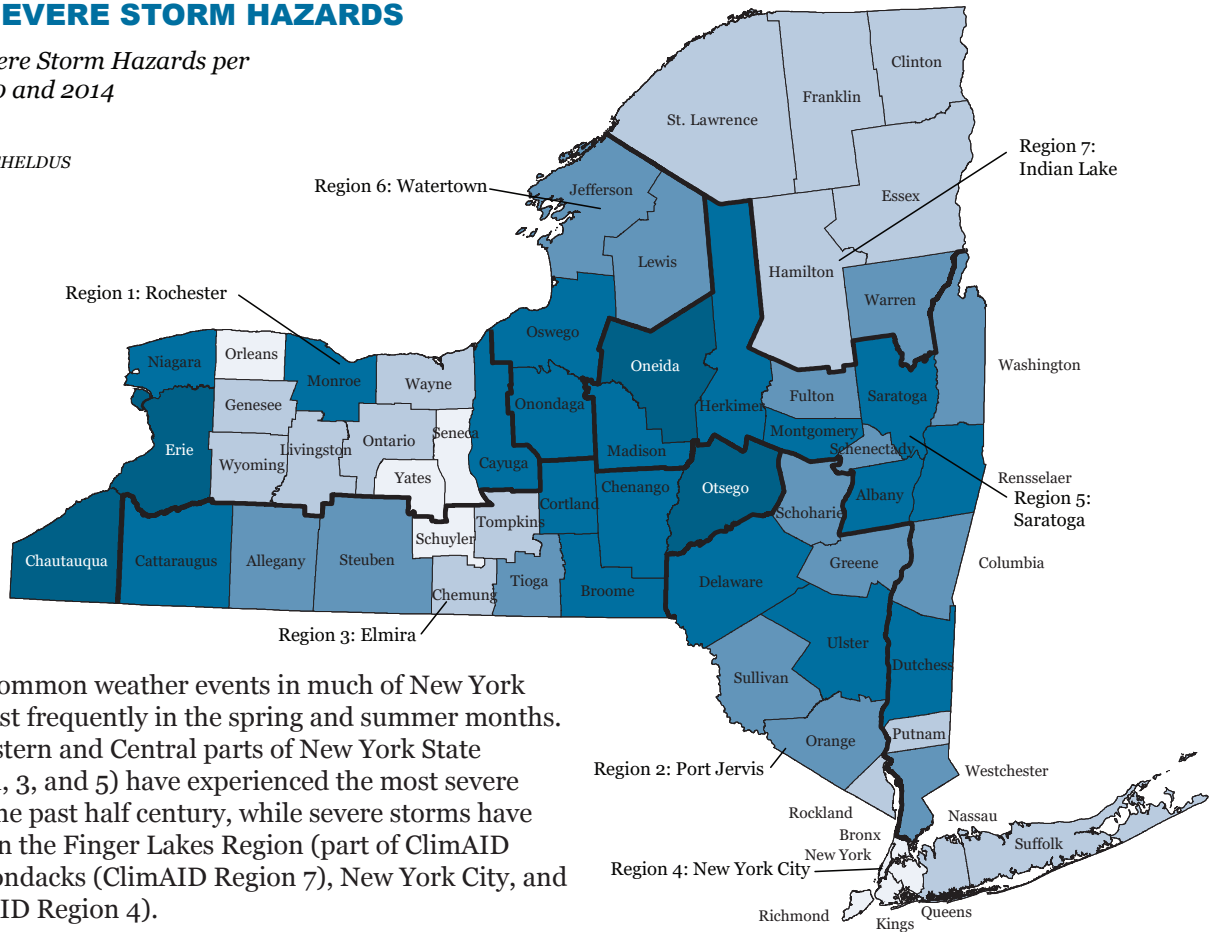 EVERE STORM HAZARDS
ere Storm Hazards per
0 and 2014
HELDUS
Clinton
Franklin
St. Lawrence
Region 7:
Indian Lake
Region 6: Watertown
Jefferson
Essex
Lewis
Hamilton
Region 1: Rochester
Warren
Oswego
Niagara
Orleans
Oneida
Washington
Monroe
Wayne
Fulton
Saratoga
Genesee
Onondaga
Herkimer
Montgomery
Seneca
Ontario
Erie
Livingston
Madison
Schenectady
Wyoming
Cayuga
Yates
Rensselaer
Chenango
Otsego
Albany
Region 5:
Saratoga
Cortland
Tompkins
Schoharie
Schuyler
Chautauqua
Cattaraugus
Allegany
Steuben
Greene
Columbia
Tioga
Delaware
Chemung
Broome
Region 3: Elmira
Ulster
Dutchess
Sullivan
Putnam
Orange
Region 2: Port Jervis
Westchester
Rockland
Nassau
Bronx
Suffolk
New York
Region 4: New York City
Richmond
Queens
Kings
ommon weather events in much of New York
st frequently in the spring and summer months.
stern and Central parts of New York State
, 3, and 5) have experienced the most severe
he past half century, while severe storms have
n the Finger Lakes Region (part of ClimAID
ondacks (ClimAID Region 7), New York City, and
ID Region 4).